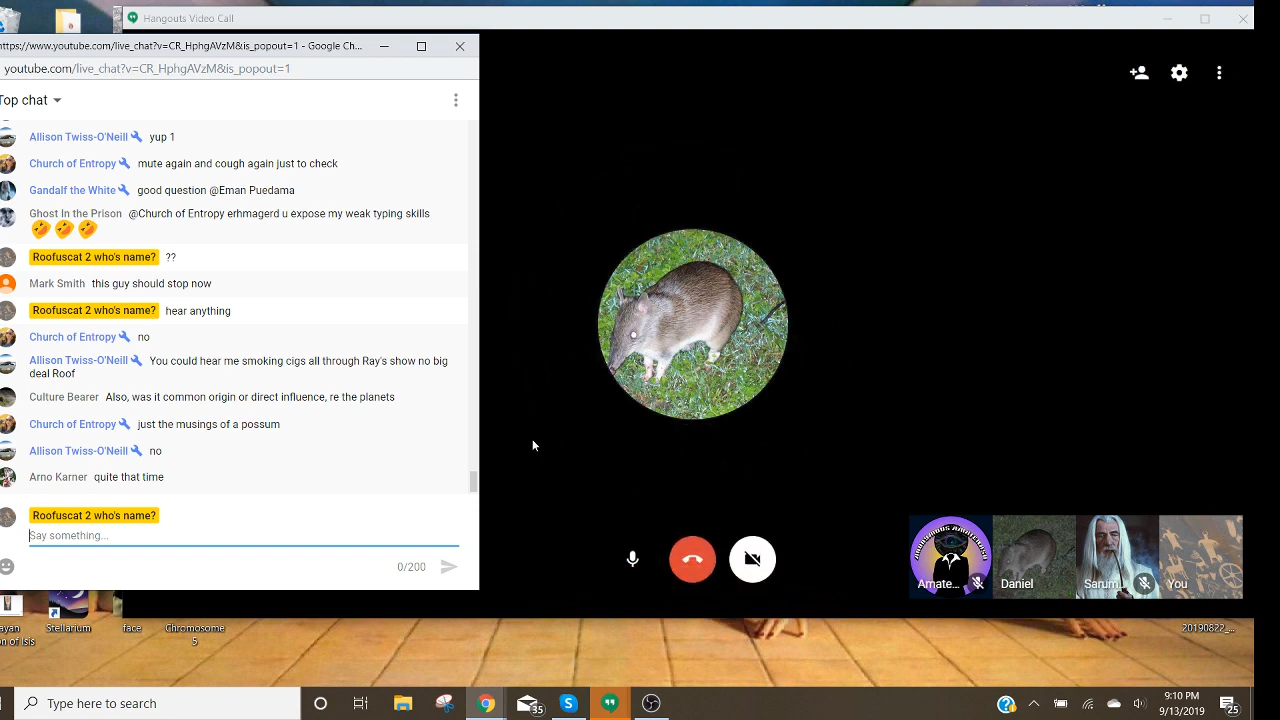 Hangouts Video Call
https://www.youtube.com/live_chat?v=CR_HphgAVzM&is_popout=1 - Google Ch...
youtube.com/live_chat?v=CR_HphgAVzM&is_popout=1
Top chat
Allison Twiss-O'Neill yup 1
Church of Entropy mute again and cough again just to check
Gandalf the White good question @Eman Puedama
Ghost In the Prison @Church of Entropy erhmagerd u expose my weak typing skills
🤣🤣🤣
Roofuscat 2 who's name? ??
Mark Smith this guy should stop now
Roofuscat 2 who's name? hear anything
Church of Entropy no
Allison Twiss-O'Neill You could hear me smoking cigs all through Ray's show no big
deal Roof
Culture Bearer Also, was it common origin or direct influence, re the planets
Church of Entropy just the musings of a possum
Allison Twiss-O'Neill no
Arno Karner quite that time
Roofuscat 2 who's name?
Say something...
0/200
Amate...
Daniel
Sarum...
You
ayan
on of Isis
Stellarium
face
Chromosome
5
20190822_...
Type here to search
35
9:10 PM
9/13/2019
25